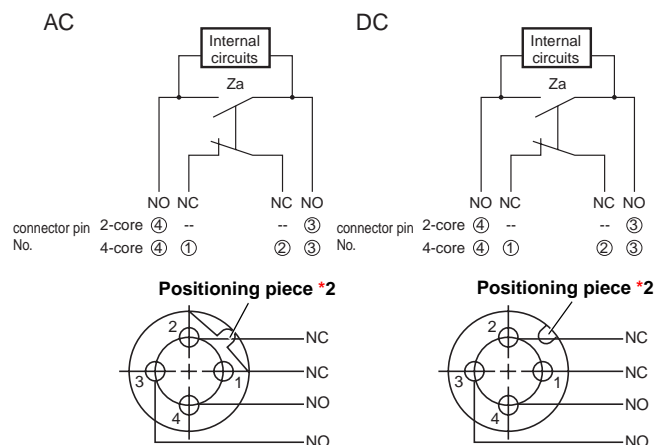 AC
Internal
circuits
Za
NO NC NC NO
connector pin No.
2-core ④ -- -- ③
4-core ④ ① ② ③
Positioning piece *2
2
1
3
4
NC
NC
NO
NO
DC
Internal
circuits
Za
NO NC NC NO
connector pin No.
2-core ④ -- -- ③
4-core ④ ① ② ③
Positioning piece *2
2
1
3
4
NC
NC
NO
NO